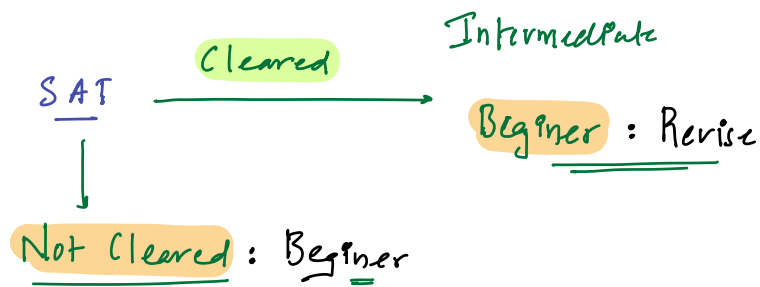 Intermediate
Cleared
SAT
Beginer : Revise
Not Cleared : Beginer